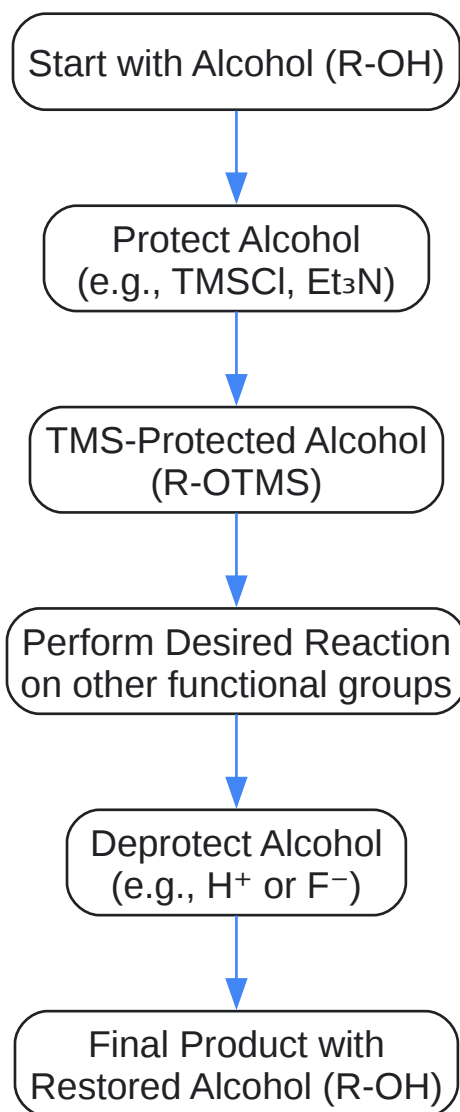 Start with Alcohol (R-OH)
Protect Alcohol
(e.g., TMSCl, Et₃N)
TMS-Protected Alcohol
(R-OTMS)
Perform Desired Reaction
on other functional groups
Deprotect Alcohol
(e.g., H⁺ or F⁻)
Final Product with
Restored Alcohol (R-OH)